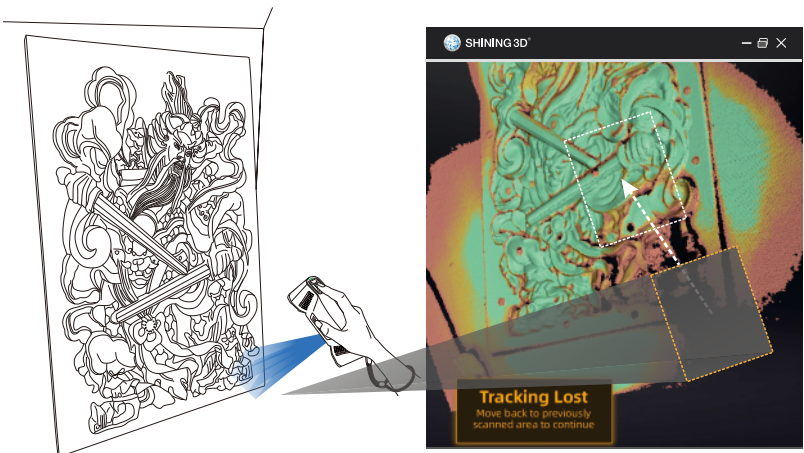 SHINING 3D®
Tracking Lost
Move back to previously
scanned area to continue